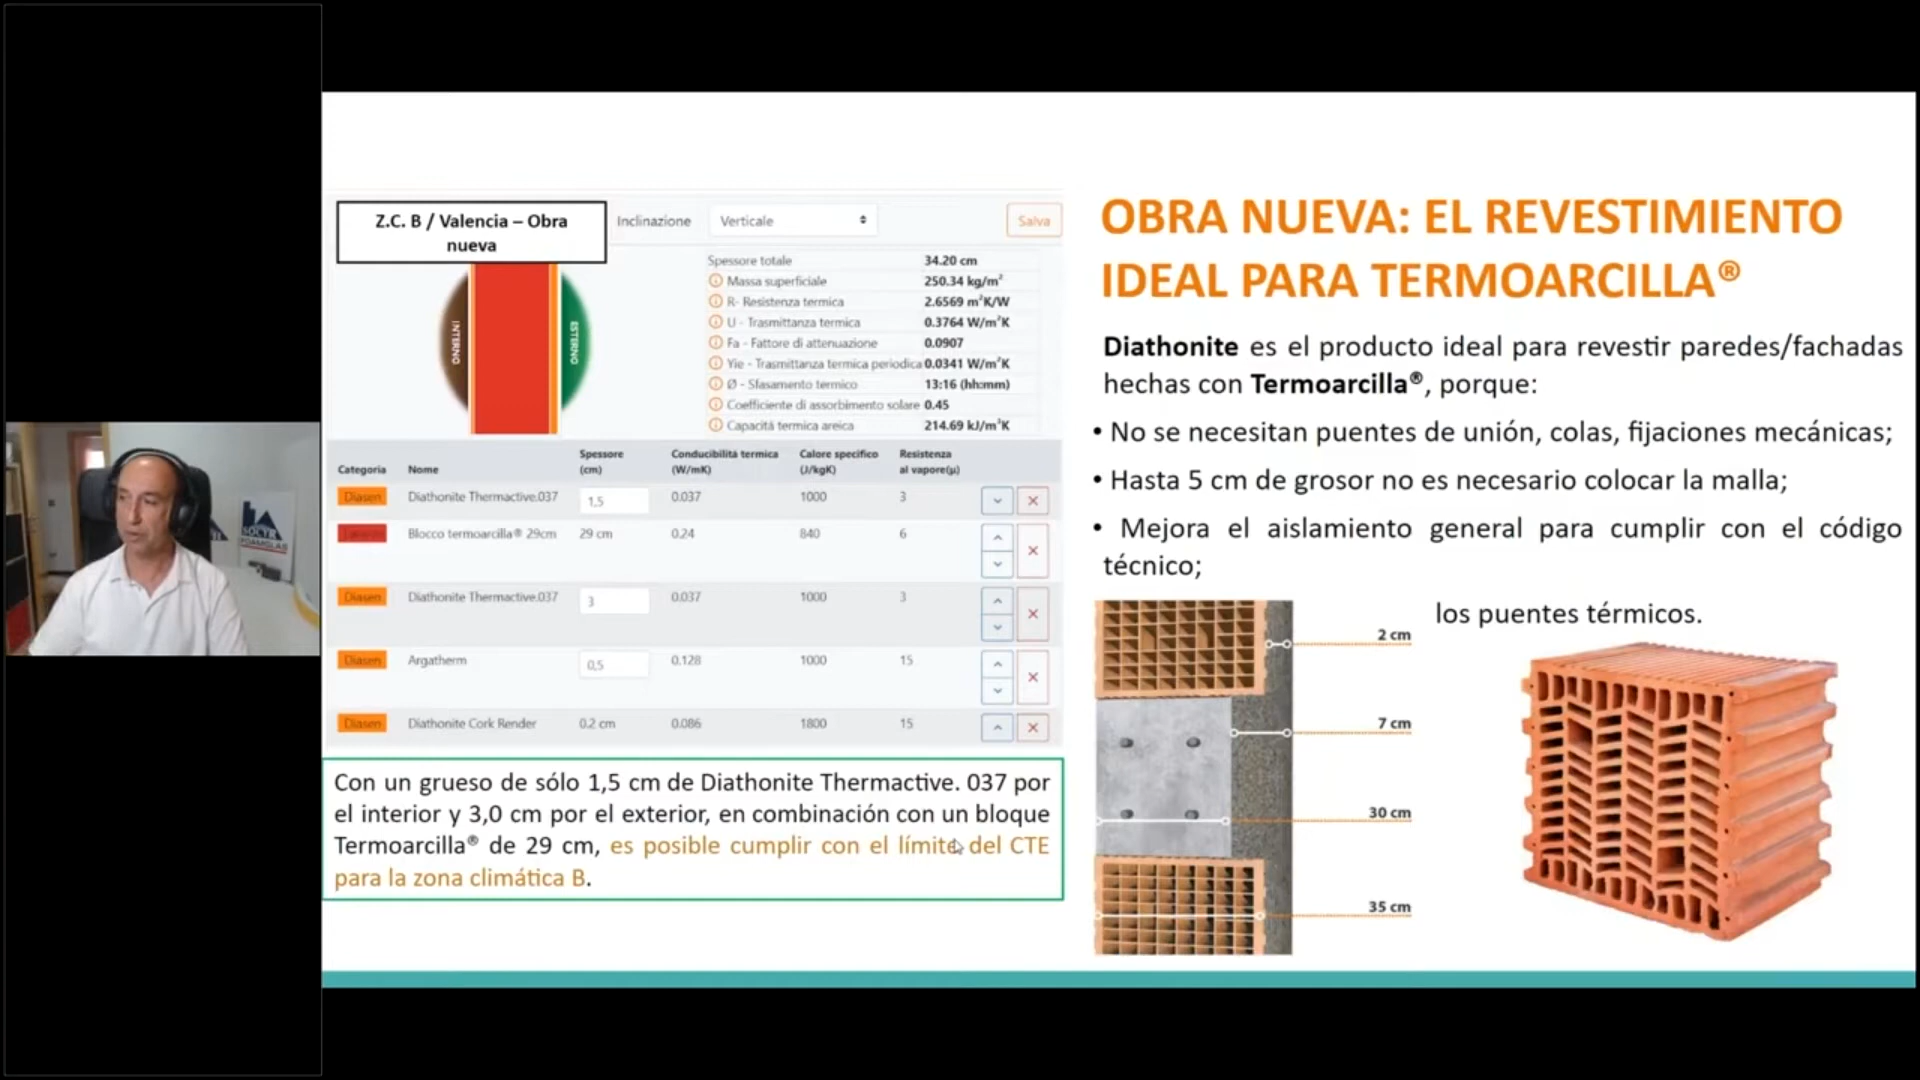 Z.C. B / Valencia – Obra
nueva
Inclinazione
Verticale
Salva
INTERNO
ESTERNO
Spessore totale 34.20 cm
Massa superficiale 250.34 kg/m²
R- Resistenza termica 2.6569 m²K/W
U - Trasmittanza termica 0.3764 W/m²K
Fa - Fattore di attenuazione 0.0907
Yie - Trasmittanza termica periodica 0.0341 W/m²K
Ø - Sfasamento termico 13:16 (hh:mm)
Coefficiente di assorbimento solare 0.45
Capacitá termica areica 214.69 kJ/m²K
Categoria Nome Spessore (cm) Conducibilitá termica (W/mK) Calore specifico (J/kgK) Resistenza al vapore(μ)
Diasen Diathonite Thermactive.037 1,5 0.037 1000 3
Blocco termoarcilla® 29cm 29 cm 0.24 840 6
Diasen Diathonite Thermactive.037 3 0.037 1000 3
Diasen Argatherm 0,5 0.128 1000 15
Diasen Diathonite Cork Render 0.2 cm 0.086 1800 15
Con un grueso de sólo 1,5 cm de Diathonite Thermactive. 037 por
el interior y 3,0 cm por el exterior, en combinación con un bloque
Termoarcilla® de 29 cm, es posible cumplir con el límite del CTE
para la zona climática B.
OBRA NUEVA: EL REVESTIMIENTO
IDEAL PARA TERMOARCILLA®
Diathonite es el producto ideal para revestir paredes/fachadas
hechas con Termoarcilla®, porque:
• No se necesitan puentes de unión, colas, fijaciones mecánicas;
• Hasta 5 cm de grosor no es necesario colocar la malla;
• Mejora el aislamiento general para cumplir con el código
técnico;
los puentes térmicos.
2 cm
7 cm
30 cm
35 cm
SOCYR
FOAMGLAS